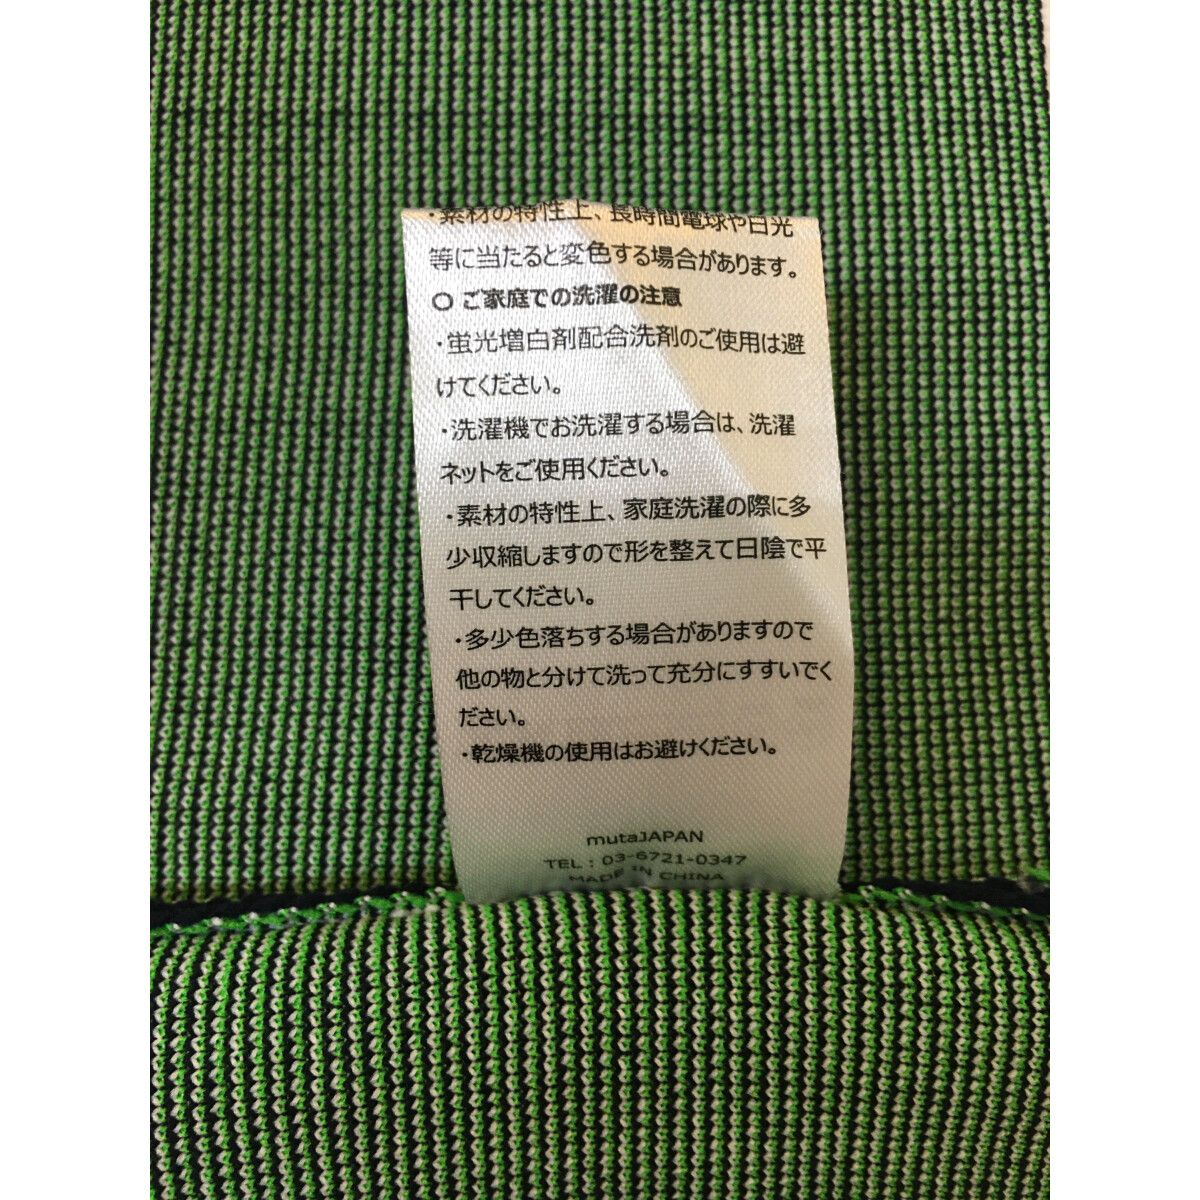 ・素材の特性上、長時間電球や日光
等に当たると変色する場合があります。
〇 ご家庭での洗濯の注意
・蛍光増白剤配合洗剤のご使用は避
けてください。
・洗濯機でお洗濯する場合は、洗濯
ネットをご使用ください。
・素材の特性上、家庭洗濯の際に多
少収縮しますので形を整えて日陰で平
干してください。
・多少色落ちする場合がありますので
他の物と分けて洗って充分にすすいでく
ださい。
・乾燥機の使用はお避けください。
mutaJAPAN
TEL：03-6721-0347
MADE IN CHINA